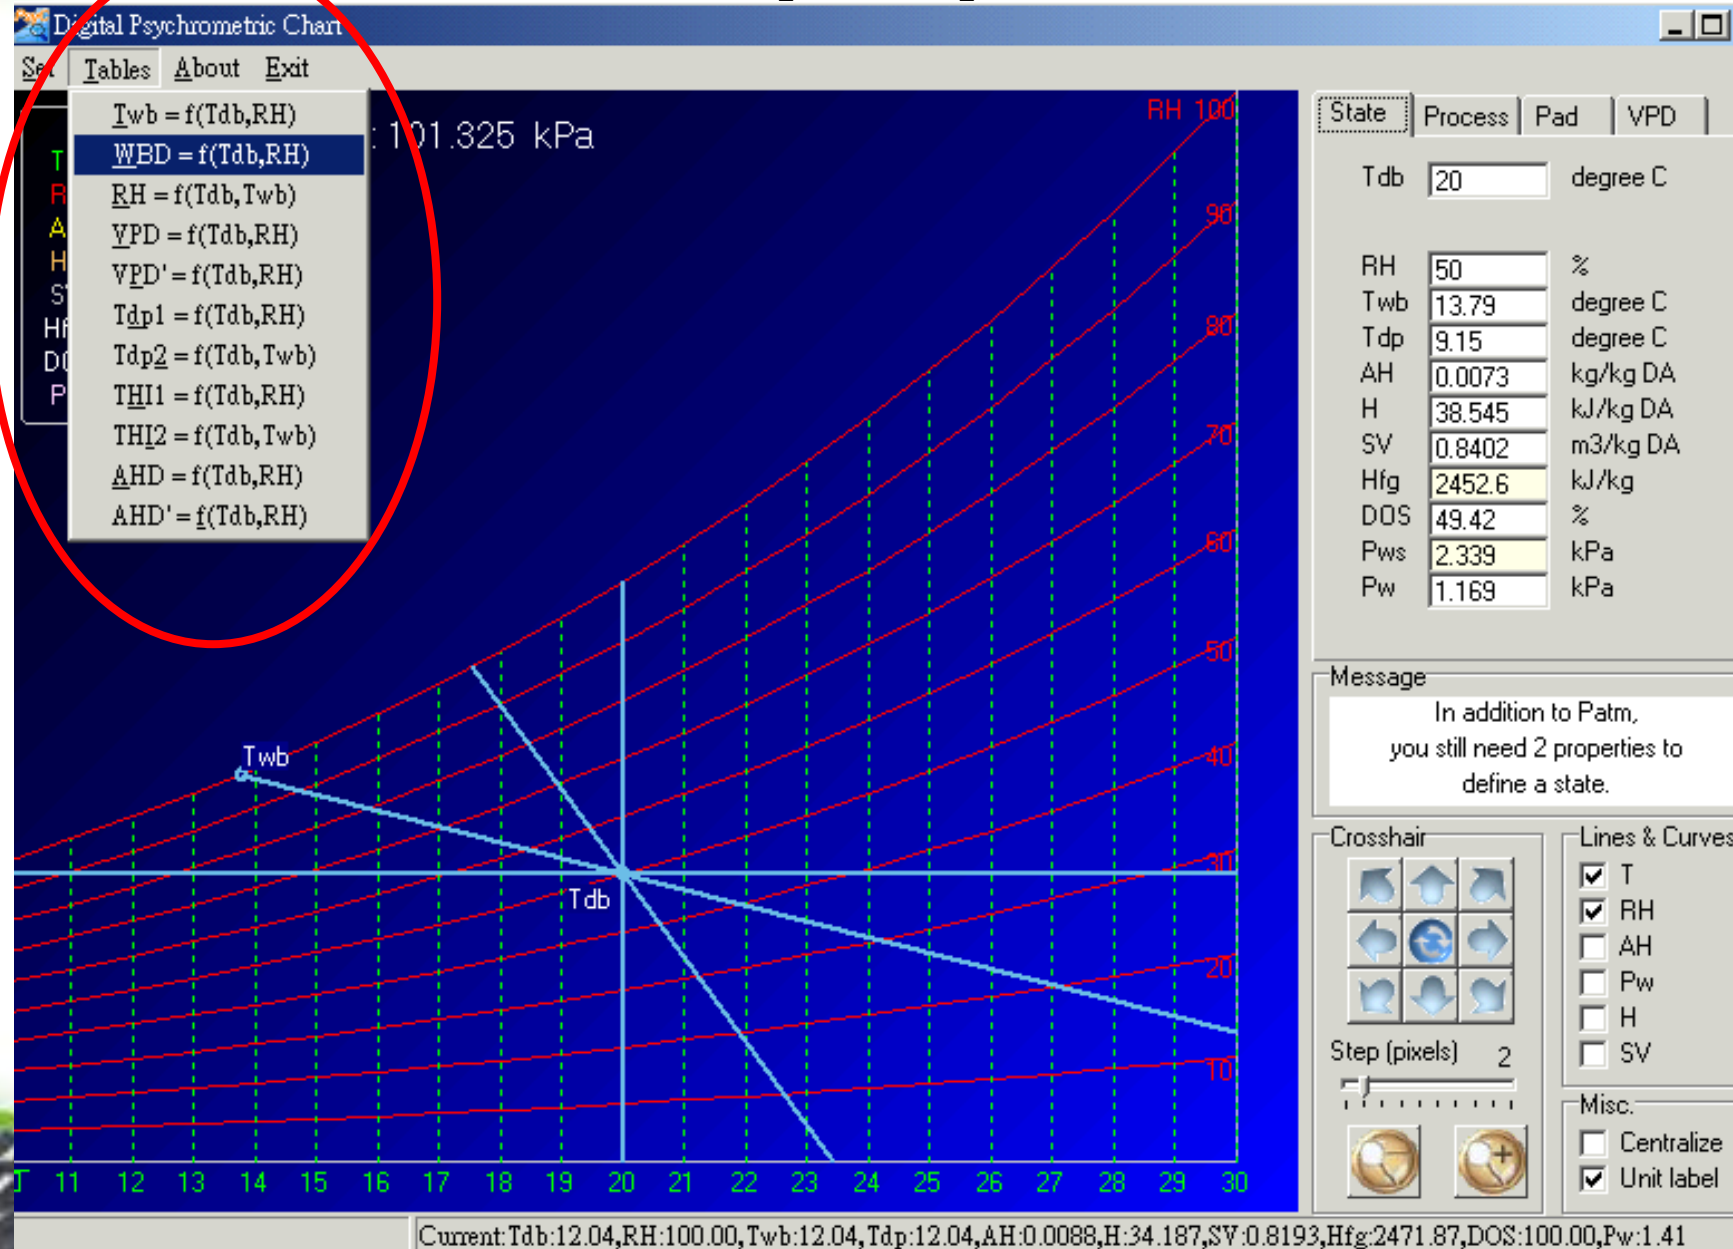 Digital Psychrometric Chart
Set Tables About Exit
Twb = f(Tdb,RH)
WBD = f(Tdb,RH)
RH = f(Tdb,Twb)
VPD = f(Tdb,RH)
VPD' = f(Tdb,RH)
Tdp1 = f(Tdb,RH)
Tdp2 = f(Tdb,Twb)
THI1 = f(Tdb,RH)
THI2 = f(Tdb,Twb)
AHD = f(Tdb,RH)
AHD' = f(Tdb,RH)
: 101.325 kPa
RH 100
90
80
70
60
50
40
30
20
10
Twb
Tdb
11 12 13 14 15 16 17 18 19 20 21 22 23 24 25 26 27 28 29 30
State Process Pad VPD
Tdb 20 degree C
RH 50 %
Twb 13.79 degree C
Tdp 9.15 degree C
AH 0.0073 kg/kg DA
H 38.545 kJ/kg DA
SV 0.8402 m3/kg DA
Hfg 2452.6 kJ/kg
DOS 49.42 %
Pws 2.339 kPa
Pw 1.169 kPa
Message
In addition to Patm,
you still need 2 properties to
define a state.
Crosshair
Step (pixels) 2
Lines & Curves
T
RH
AH
Pw
H
SV
Misc.
Centralize
Unit label
Current:Tdb:12.04,RH:100.00,Twb:12.04,Tdp:12.04,AH:0.0088,H:34.187,SV:0.8193,Hfg:2471.87,DOS:100.00,Pw:1.41